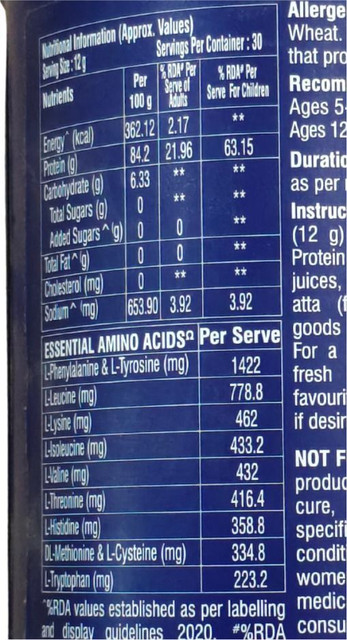 Nutritional Information (Approx. Values)
Serving Size : 12 g Servings Per Container : 30
Nutrients Per 100 g % RDA* Per Serve of Adults % RDA# Per Serve For Children
Energy^ (kcal) 362.12 2.17 **
Protein (g) 84.2 21.96 63.15
Carbohydrate (g) 6.33 ** **
Total Sugars (g) 0 ** **
Added Sugars^ (g) 0 0 **
Total Fat^ (g) 0 0 **
Cholesterol (mg) 0 ** **
Sodium^ (mg) 653.90 3.92 3.92
ESSENTIAL AMINO ACIDSΩ Per Serve
L-Phenylalanine & L-Tyrosine (mg) 1422
L-Leucine (mg) 778.8
L-Lysine (mg) 462
L-Isoleucine (mg) 433.2
L-Valine (mg) 432
L-Threonine (mg) 416.4
L-Histidine (mg) 358.8
DL-Methionine & L-Cysteine (mg) 334.8
L-Tryptophan (mg) 223.2
*%RDA values established as per labelling
and display guidelines 2020. #%RDA
Allerge
Wheat.
that pro
Recom
Ages 5-
Ages 12
Duratio
as per
Instruc
(12 g)
Protein
juices,
atta (f
goods
For a
fresh
favouri
if desir
NOT F
produc
cure,
specifi
condit
wome
medic
consu